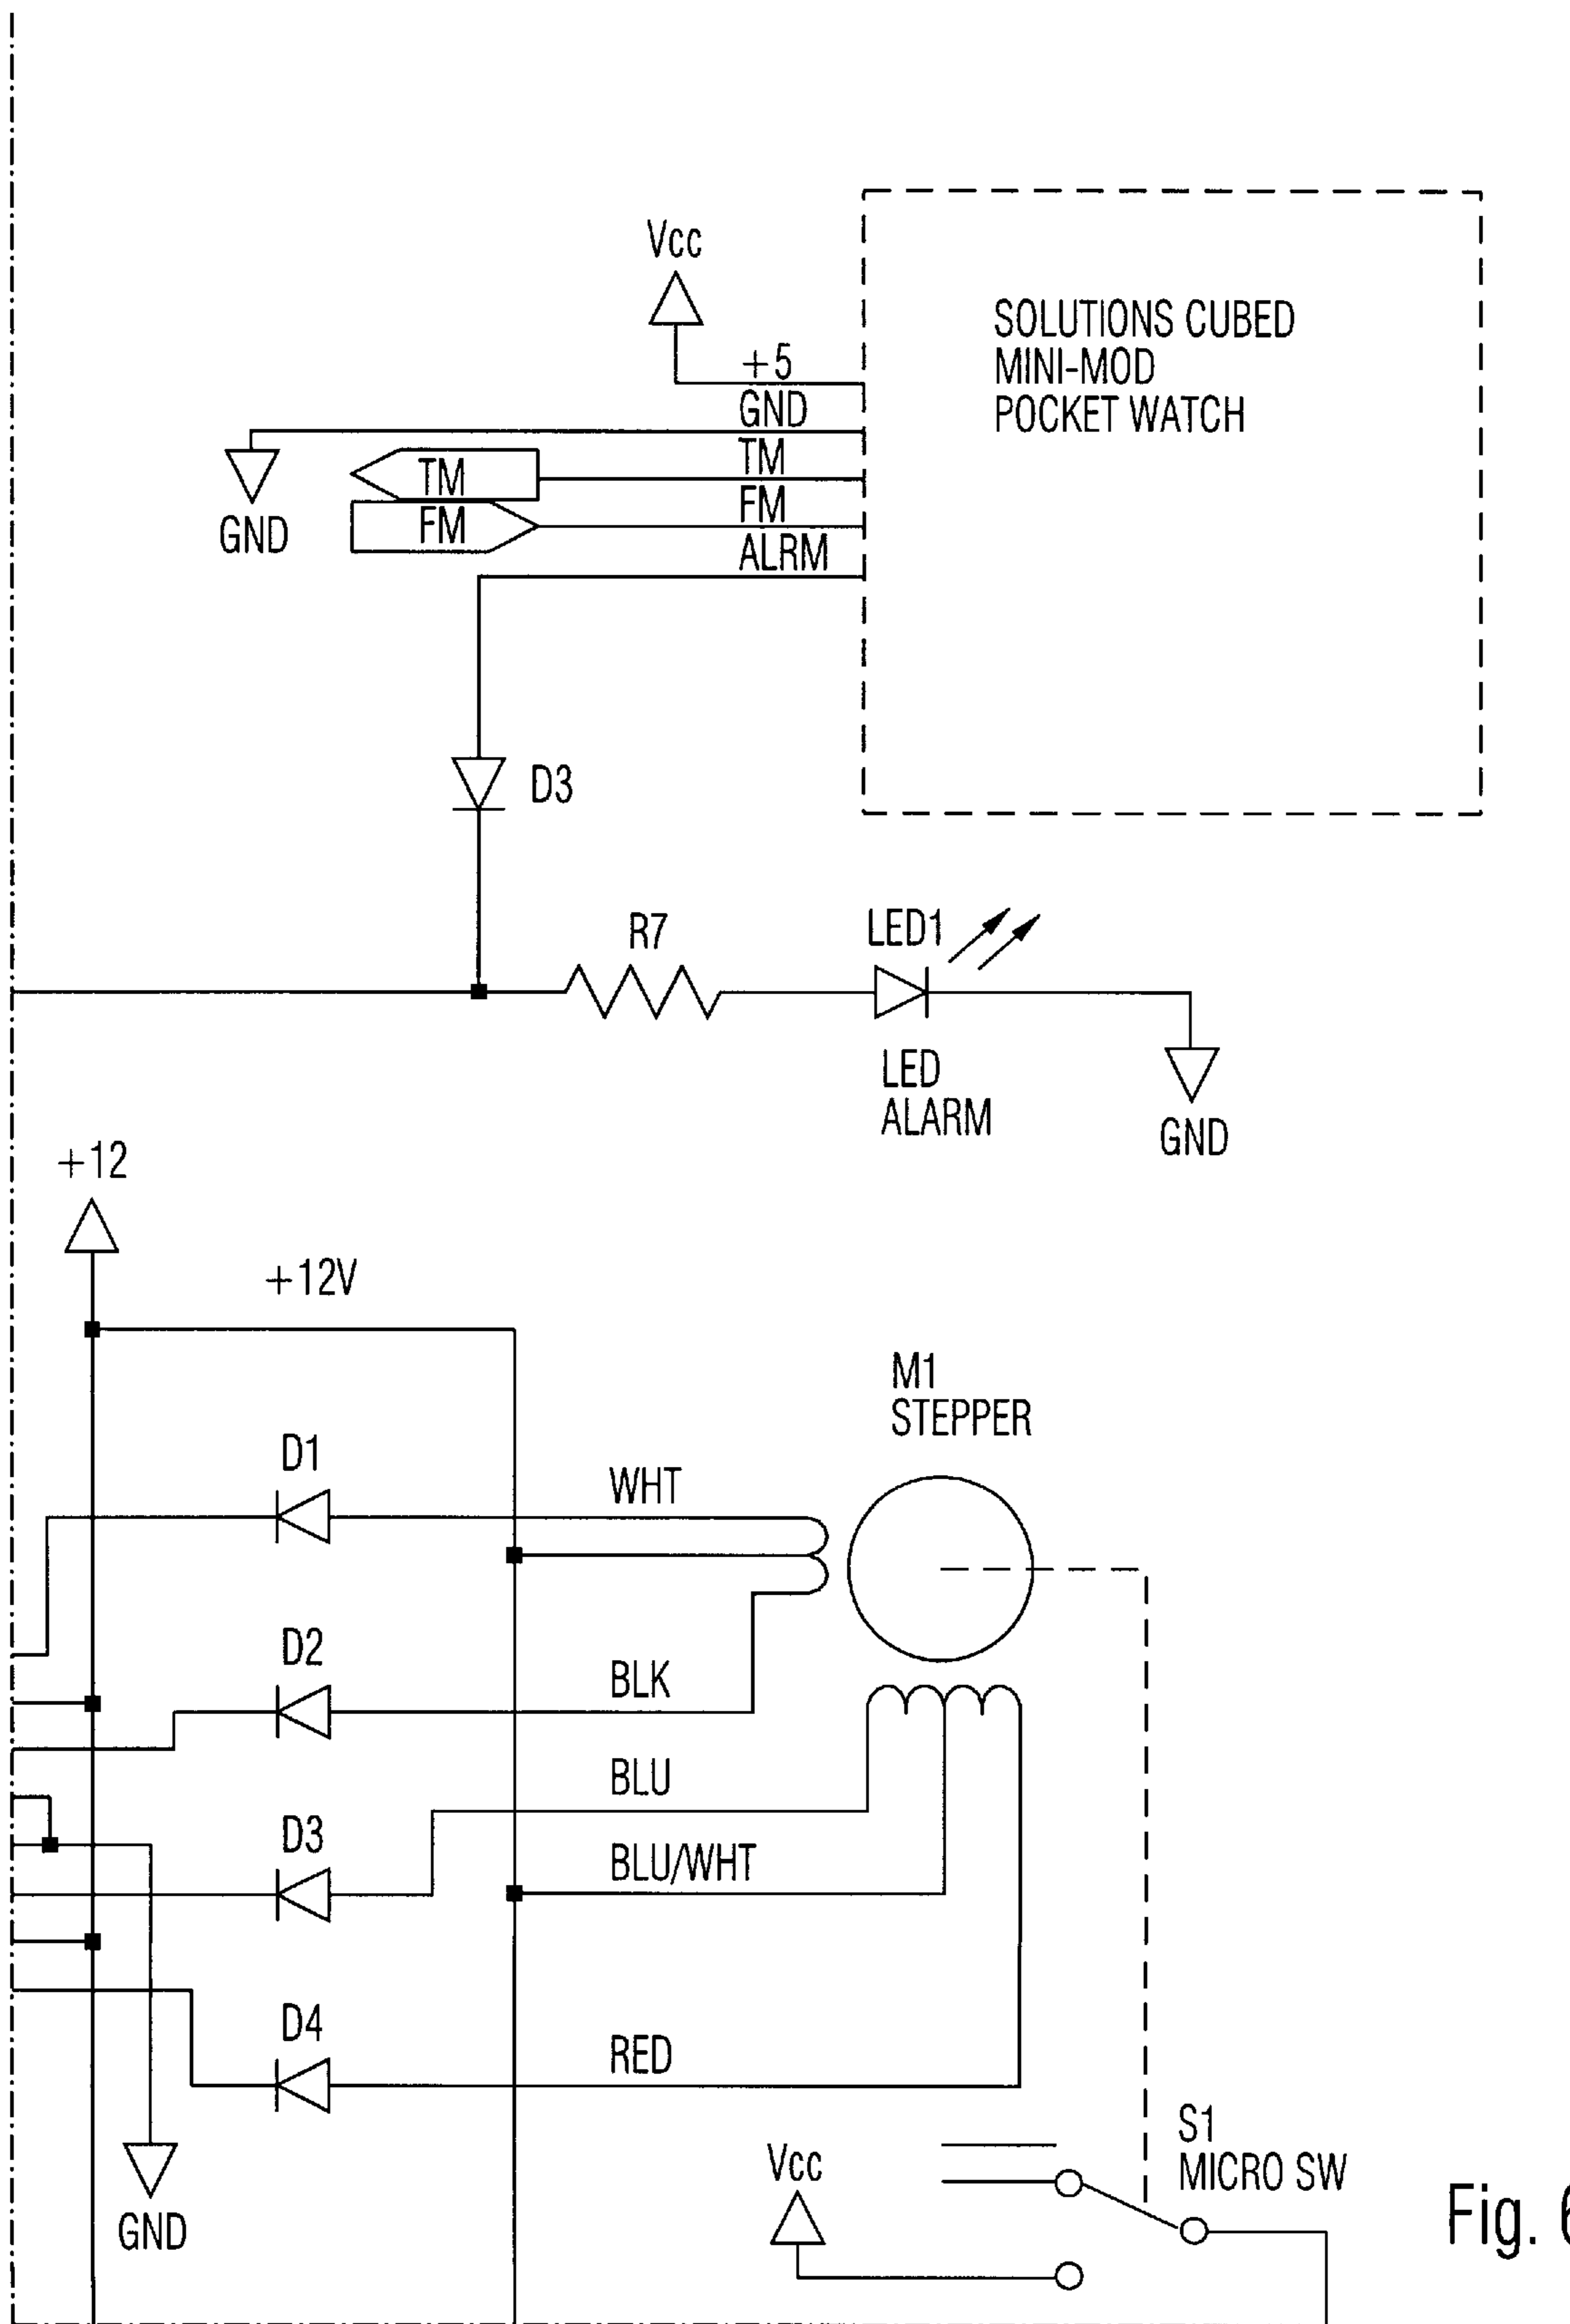 Vcc
SOLUTIONS CUBED
MINI-MOD
POCKET WATCH
+5
GND
TM
TM
FM
FM
GND
ALRM
D3
R7
LED1
LED
ALARM
GND
+12
+12V
M1
STEPPER
D1
WHT
D2
BLK
BLU
D3
BLU/WHT
D4
RED
S1
MICRO SW
Vcc
GND
Fig. 6